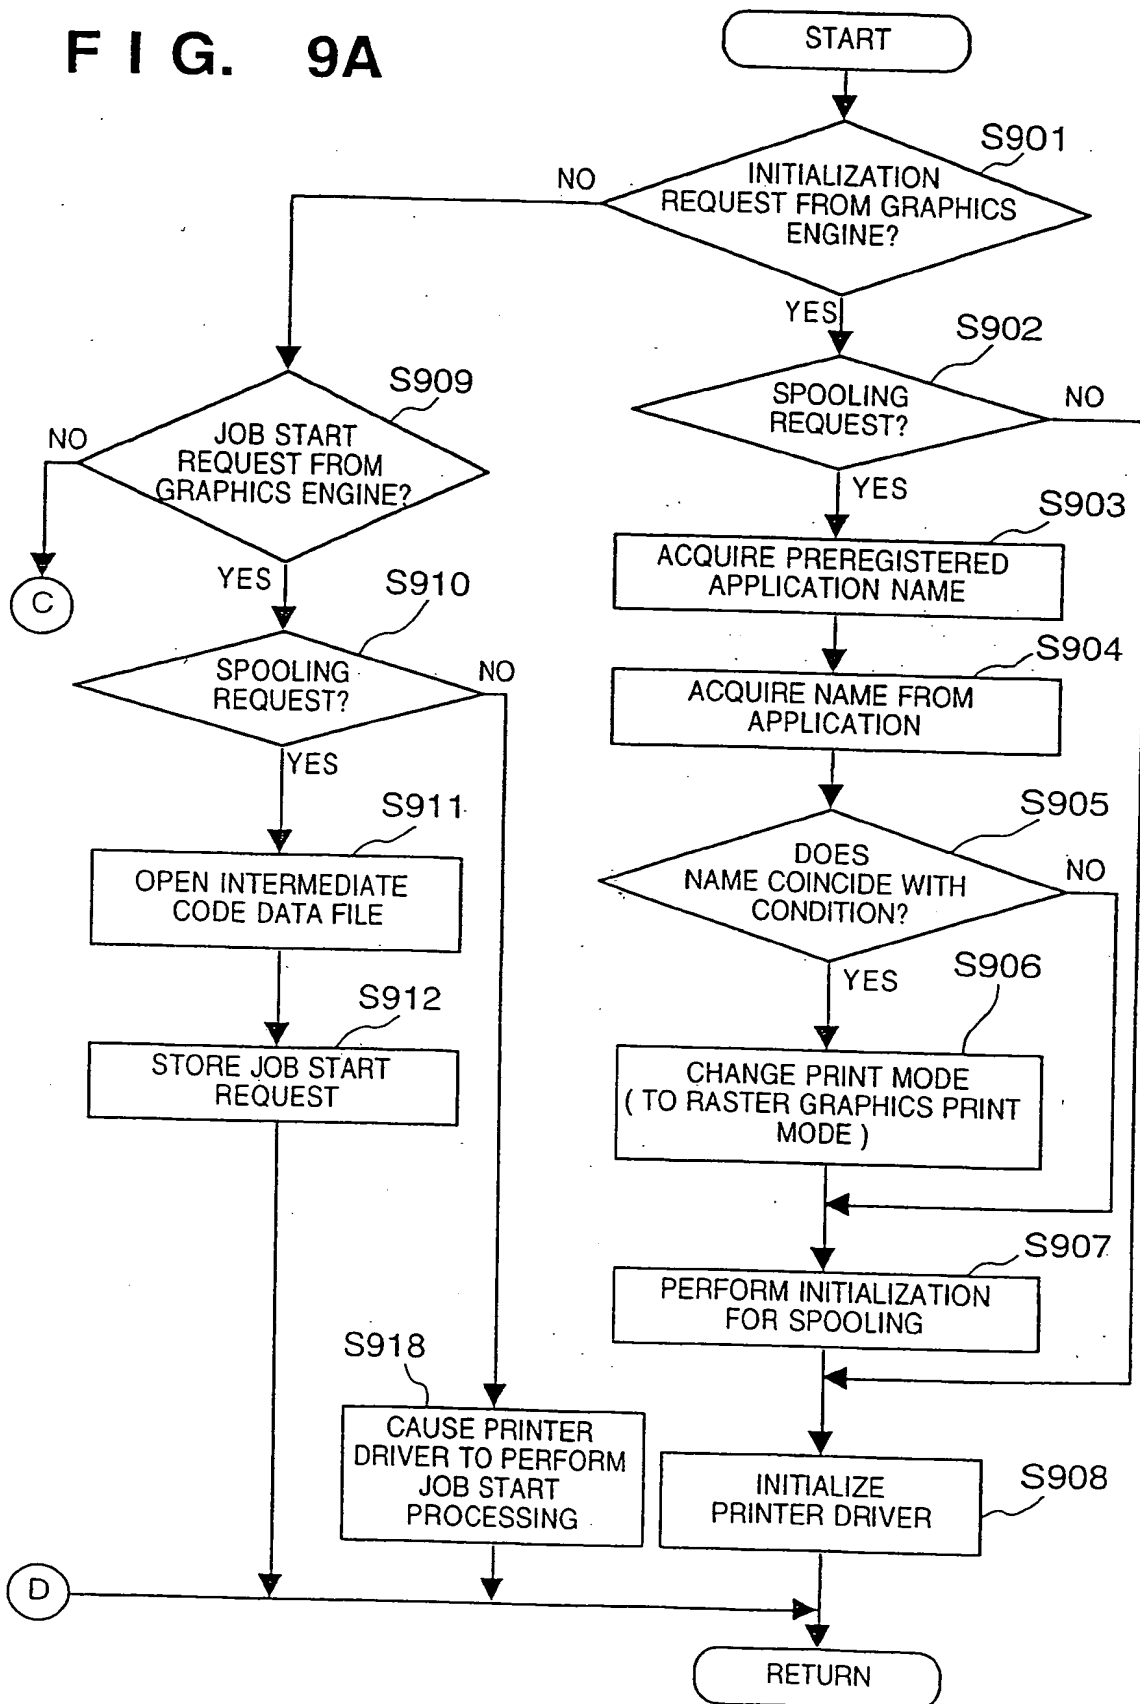 FIG. 9A
START
S901
INITIALIZATION
REQUEST FROM GRAPHICS
ENGINE?
NO
YES
S902
SPOOLING
REQUEST?
NO
YES
S903
ACQUIRE PREREGISTERED
APPLICATION NAME
S904
ACQUIRE NAME FROM
APPLICATION
S905
DOES
NAME COINCIDE WITH
CONDITION?
NO
YES
S906
CHANGE PRINT MODE
( TO RASTER GRAPHICS PRINT
MODE )
S907
PERFORM INITIALIZATION
FOR SPOOLING
S908
INITIALIZE
PRINTER DRIVER
S909
JOB START
REQUEST FROM
GRAPHICS ENGINE?
NO
C
YES
S910
SPOOLING
REQUEST?
NO
YES
S911
OPEN INTERMEDIATE
CODE DATA FILE
S912
STORE JOB START
REQUEST
S918
CAUSE PRINTER
DRIVER TO PERFORM
JOB START
PROCESSING
D
RETURN